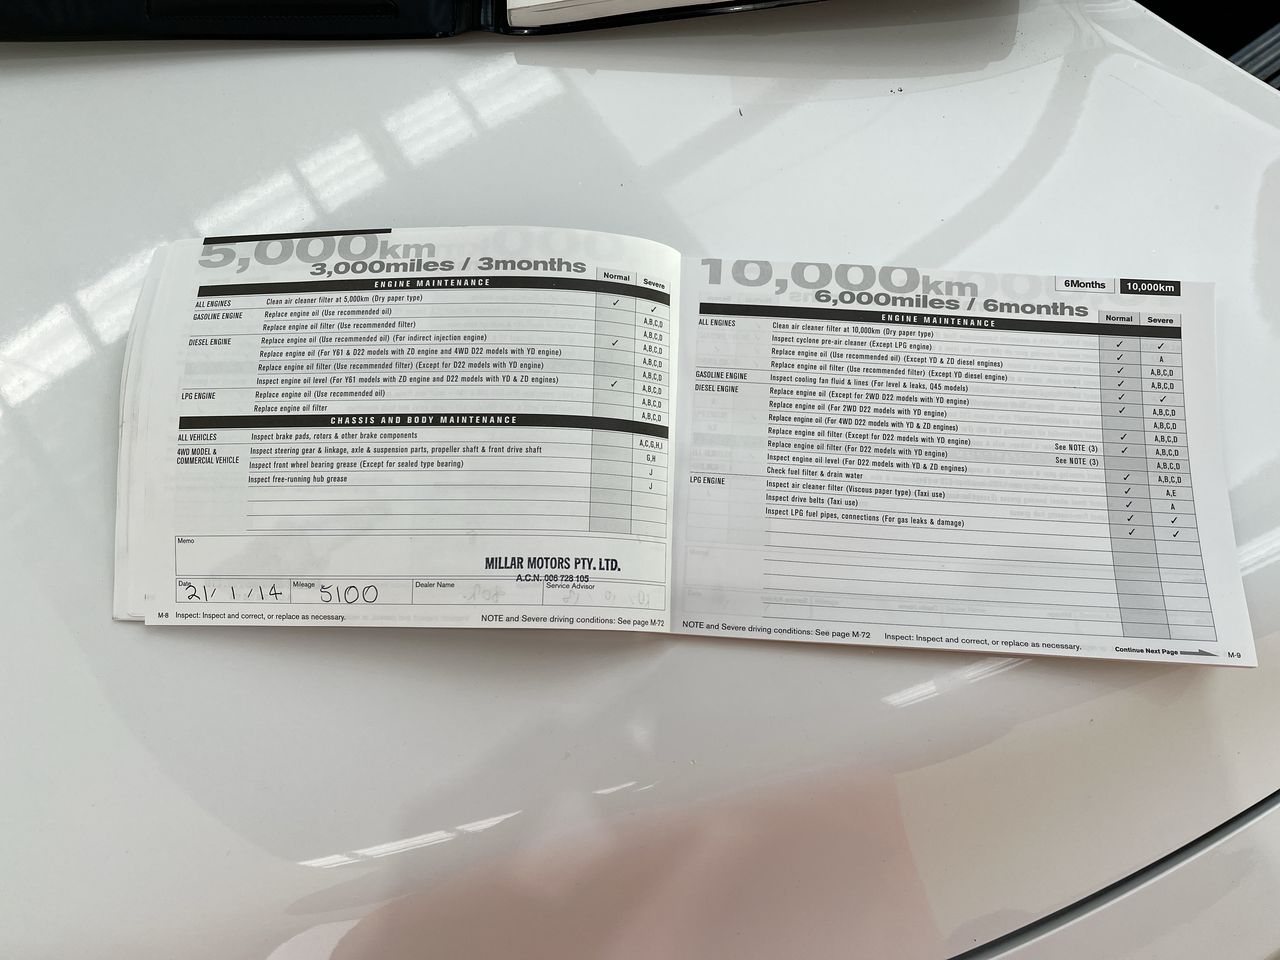 5,000km
3,000miles / 3months
ENGINE MAINTENANCE Normal Severe
ALL ENGINES Clean air cleaner filter at 5,000km (Dry paper type) ✓ ✓
GASOLINE ENGINE Replace engine oil (Use recommended oil) A,B,C,D
Replace engine oil filter (Use recommended filter) A,B,C,D
DIESEL ENGINE Replace engine oil (Use recommended oil) (For indirect injection engine) ✓ A,B,C,D
Replace engine oil (For Y61 & D22 models with ZD engine and 4WD D22 models with YD engine) A,B,C,D
Replace engine oil filter (Use recommended filter) (Except for D22 models with YD engine) A,B,C,D
Inspect engine oil level (For Y61 models with ZD engine and D22 models with YD & ZD engines) ✓ A,B,C,D
LPG ENGINE Replace engine oil (Use recommended oil) A,B,C,D
Replace engine oil filter A,B,C,D
CHASSIS AND BODY MAINTENANCE
ALL VEHICLES Inspect brake pads, rotors & other brake components A,C,G,H,I
4WD MODEL & COMMERCIAL VEHICLE Inspect steering gear & linkage, axle & suspension parts, propeller shaft & front drive shaft G,H
Inspect front wheel bearing grease (Except for sealed type bearing) J
Inspect free-running hub grease J
Memo
MILLAR MOTORS PTY. LTD.
A.C.N. 006 728 105
Date 21/1/14 Mileage 5100 Dealer Name Service Advisor
M-8 Inspect: Inspect and correct, or replace as necessary. NOTE and Severe driving conditions: See page M-72
10,000km
6,000miles / 6months
6Months 10,000km
ENGINE MAINTENANCE Normal Severe
ALL ENGINES Clean air cleaner filter at 10,000km (Dry paper type) ✓ ✓
Inspect cyclone pre-air cleaner (Except LPG engine) ✓ A
Replace engine oil (Use recommended oil) (Except YD & ZD diesel engines) ✓ A,B,C,D
Replace engine oil filter (Use recommended filter) (Except YD diesel engine) ✓ A,B,C,D
GASOLINE ENGINE Inspect cooling fan fluid & lines (For level & leaks, Q45 models) ✓ ✓
DIESEL ENGINE Replace engine oil (Except for 2WD D22 models with YD engine) ✓ A,B,C,D
Replace engine oil (For 2WD D22 models with YD engine) A,B,C,D
Replace engine oil (For 4WD D22 models with YD & ZD engines) ✓ A,B,C,D
Replace engine oil filter (Except for D22 models with YD engine) See NOTE (3) ✓ A,B,C,D
Replace engine oil filter (For D22 models with YD engine) See NOTE (3) A,B,C,D
Inspect engine oil level (For D22 models with YD & ZD engines) ✓ A,B,C,D
Check fuel filter & drain water ✓ A,E
LPG ENGINE Inspect air cleaner filter (Viscous paper type) (Taxi use) ✓ A
Inspect drive belts (Taxi use) ✓ ✓
Inspect LPG fuel pipes, connections (For gas leaks & damage) ✓ ✓
NOTE and Severe driving conditions: See page M-72 Inspect: Inspect and correct, or replace as necessary. Continue Next Page M-9